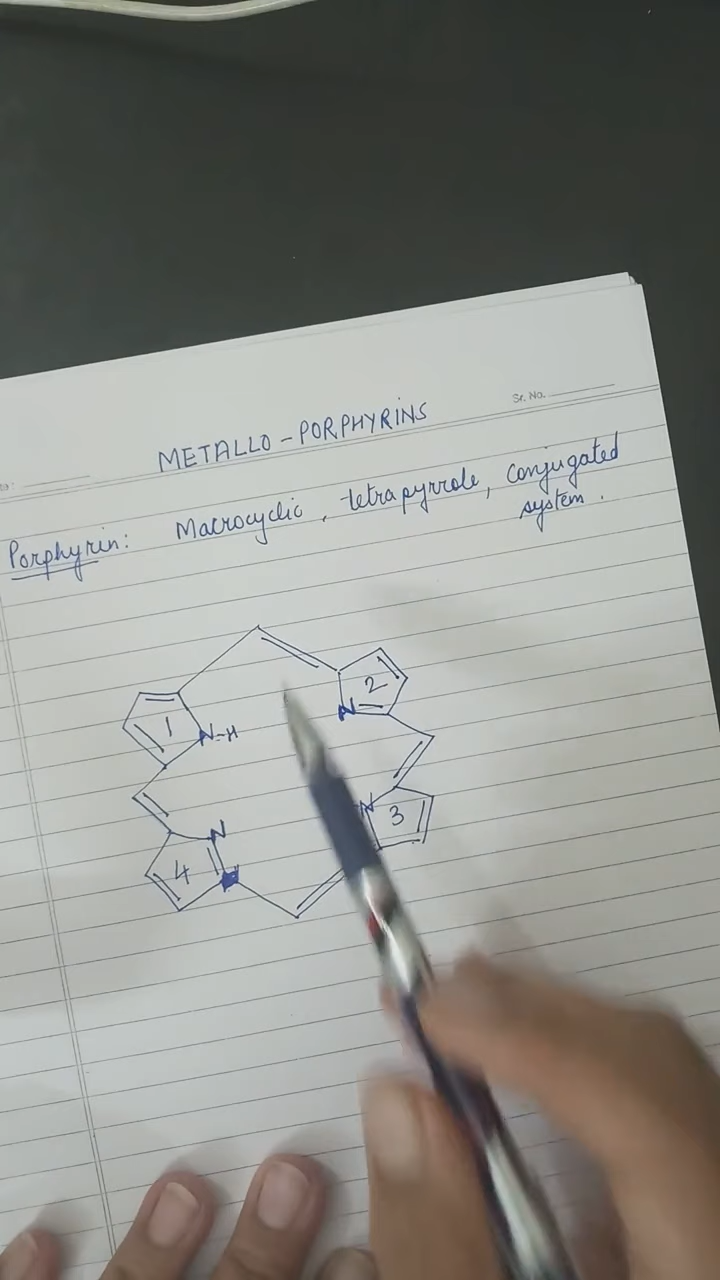 Sr. No.
METALLO-PORPHYRINS
Porphyrin: Macrocyclic, tetrapyrrole, conjugated
system.
2
1
N
N-H
N
3
N
4